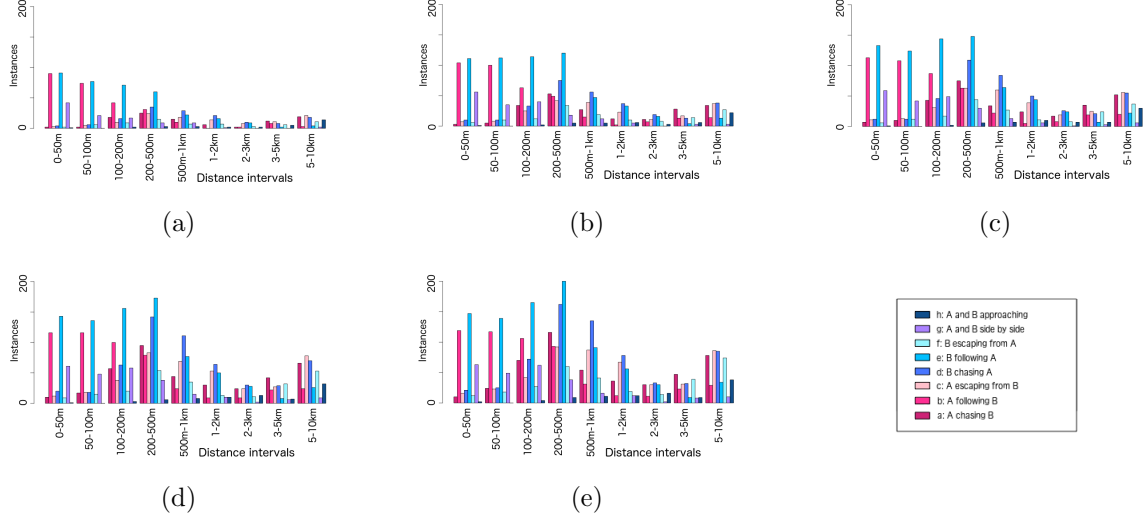 200
Instances
0
0-50m
50-100m
100-200m
200-500m
500m-1km
1-2km
2-3km
3-5km
5-10km
Distance intervals
(a)
200
Instances
0
0-50m
50-100m
100-2000m
200-500m
500m-1km
1-2km
2-3km
3-5km
5-10km
Distance intervals
(b)
200
Instances
0
0-50m
50-100m
100-200m
200-5000m
500m-1km
1-2km
2-3km
3-5km
5-10km
Distance intervals
(c)
200
Instances
0
0-50m
50-100m
100-200m
200-500m
500m-1km
1-2km
2-3km
3-5km
5-10km
Distance intervals
(d)
200
Instances
0
0-50m
50-100m
100-200m
200-500m
500m-1km
1-2km
2-3km
3-5km
5-10km
Distance intervals
(e)
h: A and B approaching
g: A and B side by side
f: B escaping from A
e: B following A
d: B chasing A
c: A escaping from B
b: A following B
a: A chasing B